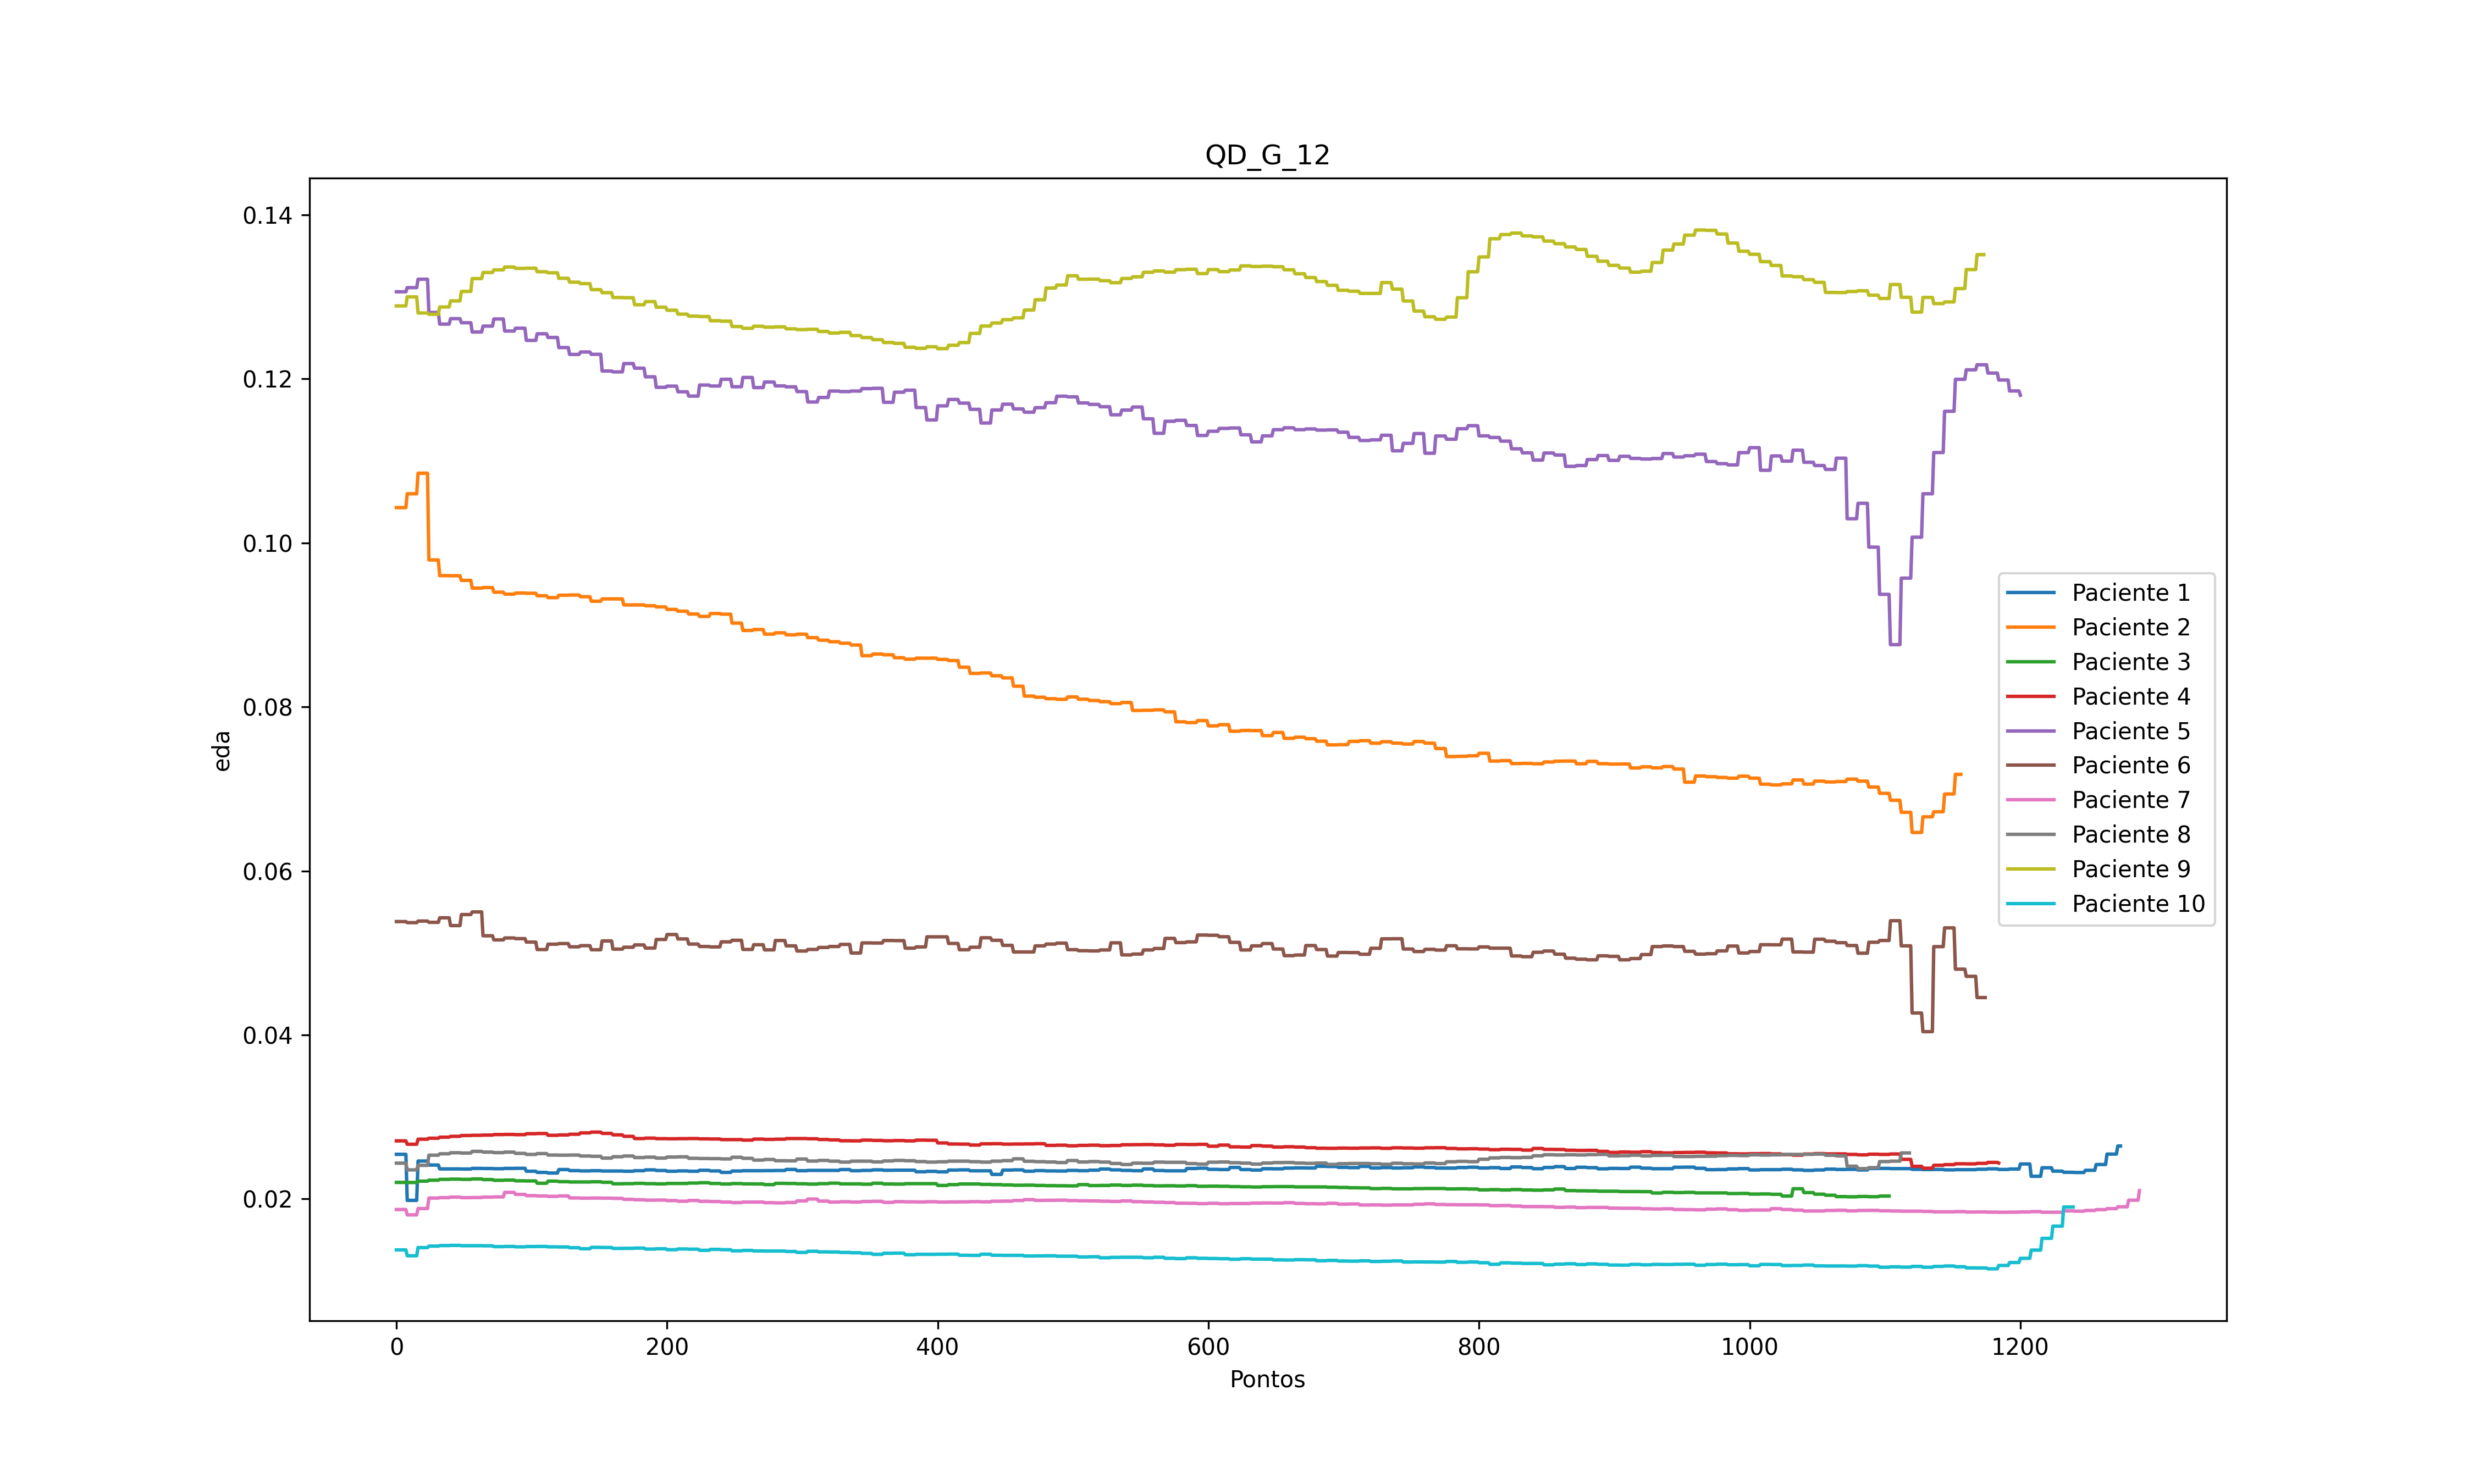 QD_G_12
0.14
0.12
0.10
0.08
0.06
0.04
0.02
eda
Paciente 1
Paciente 2
Paciente 3
Paciente 4
Paciente 5
Paciente 6
Paciente 7
Paciente 8
Paciente 9
Paciente 10
0 200 400 600 800 1000 1200
Pontos